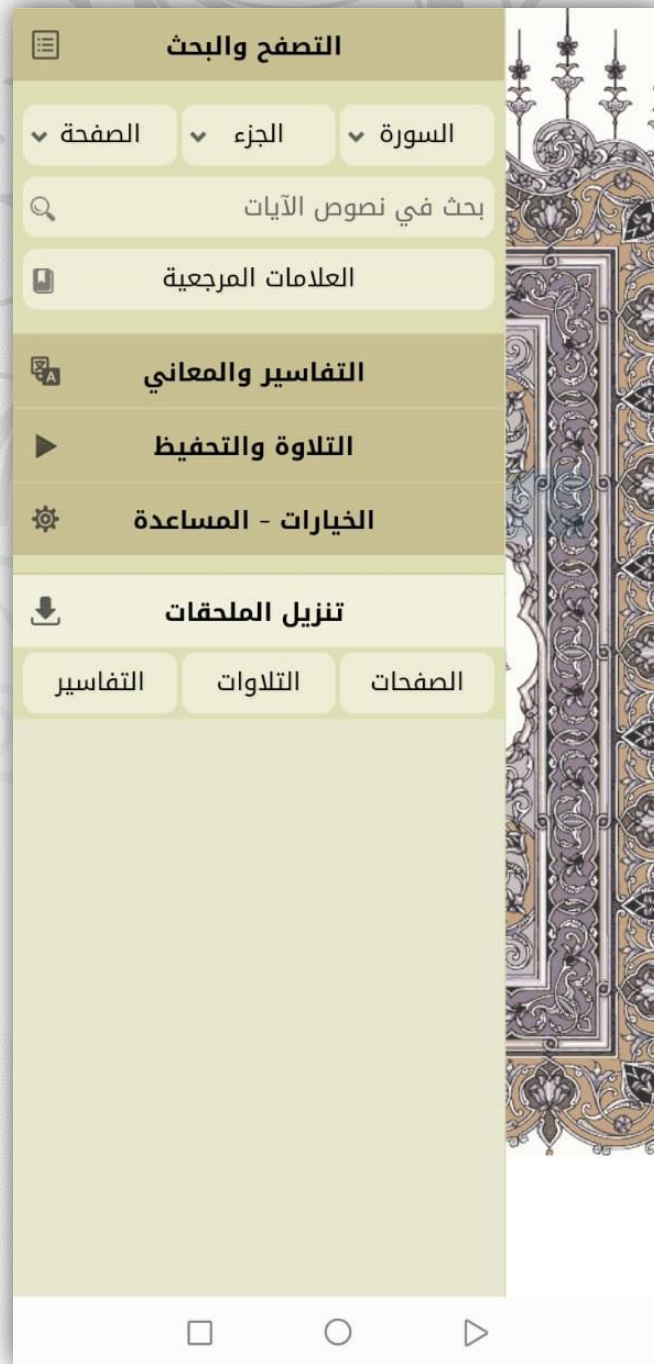 التصفح والبحث
السورة الجزء الصفحة
بحث في نصوص الآيات
العلامات المرجعية
التفاسير والمعاني
التلاوة والتحفيظ
الخيارات - المساعدة
تنزيل الملحقات
الصفحات التلاوات التفاسير